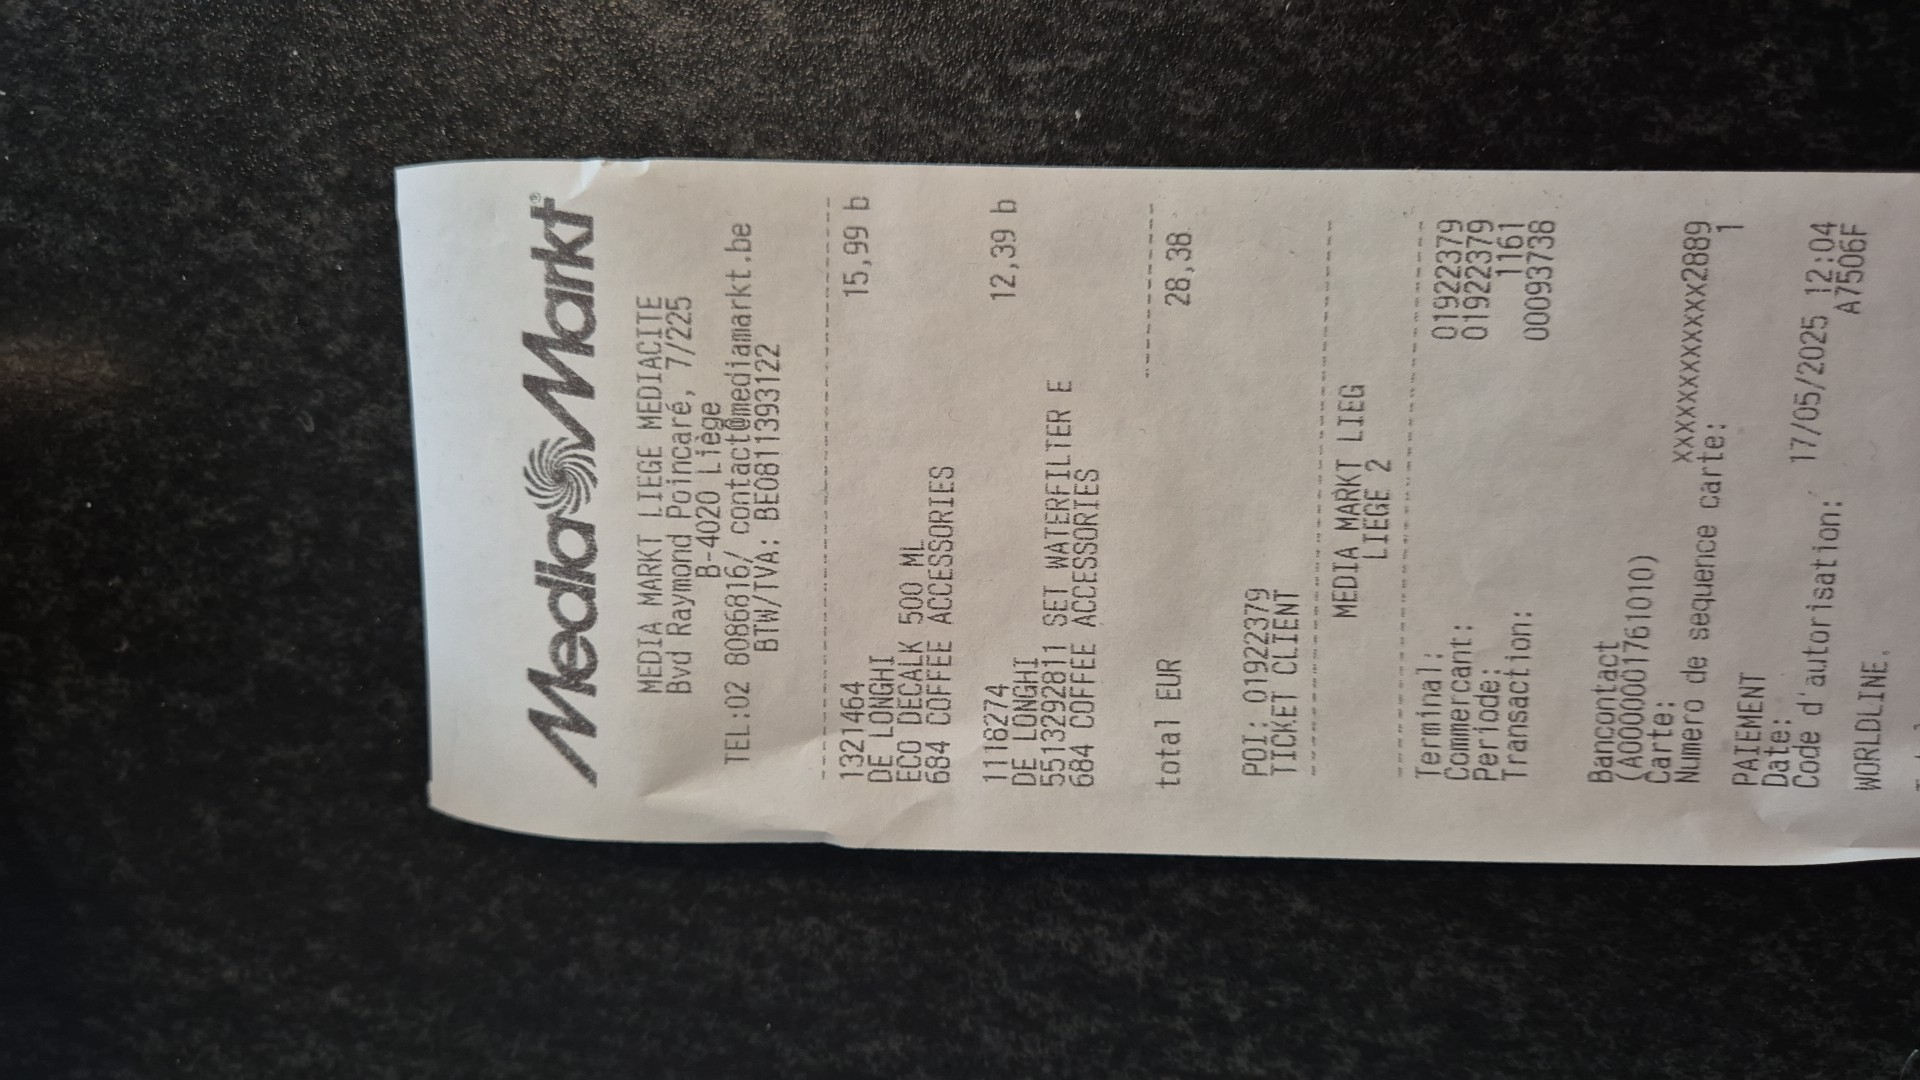 MediaMarkt®
MEDIA MARKT LIEGE MEDIACITE
Bvd Raymond Poincaré, 7/225
B-4020 Liège
TEL:02 8086816/ contact@mediamarkt.be
BTW/TVA: BE0811393122
1321464 15,99 b
DE LONGHI
ECO DECALK 500 ML
684 COFFEE ACCESSORIES
1116274 12,39 b
DE LONGHI
5513292811 SET WATERFILTER E
684 COFFEE ACCESSORIES
total EUR 28,38
POI: 01922379
TICKET CLIENT
MEDIA MARKT LIEG
LIEGE 2
Terminal: 01922379
Commercant: 01922379
Periode: 1161
Transaction: 00093738
Bancontact
(A0000001761010)
Carte: xxxxxxxxxxxxx2889
Numero de sequence carte: 1
PAIEMENT
Date: 17/05/2025 12:04
Code d'autorisation: A7506F
WORLDLINE.